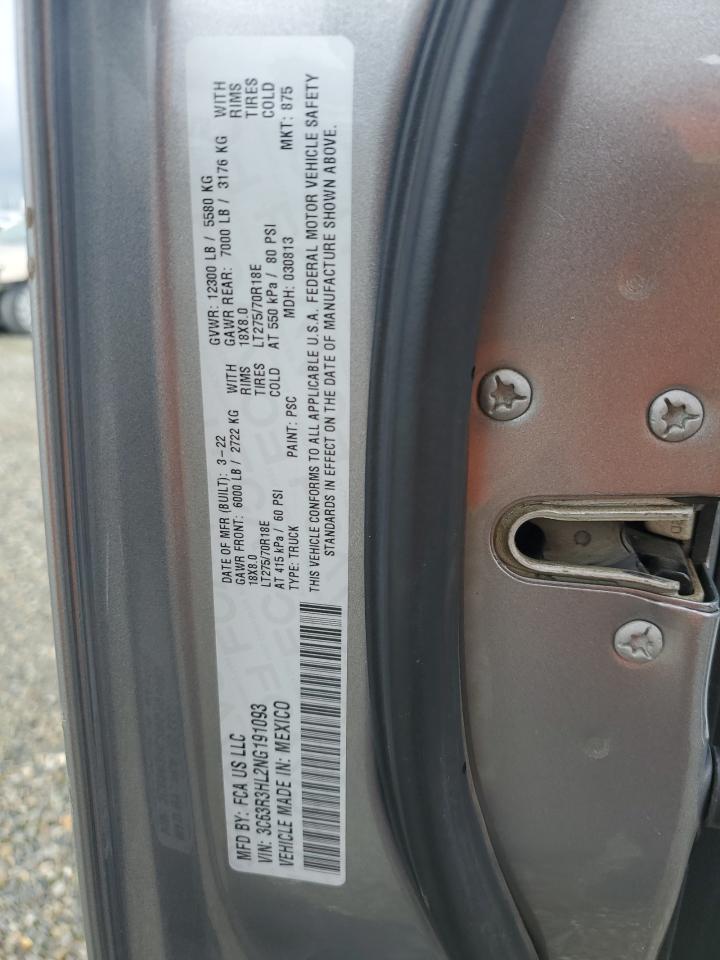 MFD BY: FCA US LLC
VIN: 3C63R3HL2NG191093
VEHICLE MADE IN: MEXICO
DATE OF MFR (BUILT): 3-22
GAWR FRONT: 6000 LB / 2722 KG WITH
18X8.0 RIMS
LT275/70R18E TIRES
AT 415 kPa / 60 PSI COLD
TYPE: TRUCK PAINT: PSC
GVWR: 12300 LB / 5580 KG
GAWR REAR: 7000 LB / 3176 KG WITH
18X8.0 RIMS
LT275/70R18E TIRES
AT 550 kPa / 80 PSI COLD
MDH: 030813 MKT: 875
THIS VEHICLE CONFORMS TO ALL APPLICABLE U.S.A. FEDERAL MOTOR VEHICLE SAFETY
STANDARDS IN EFFECT ON THE DATE OF MANUFACTURE SHOWN ABOVE.